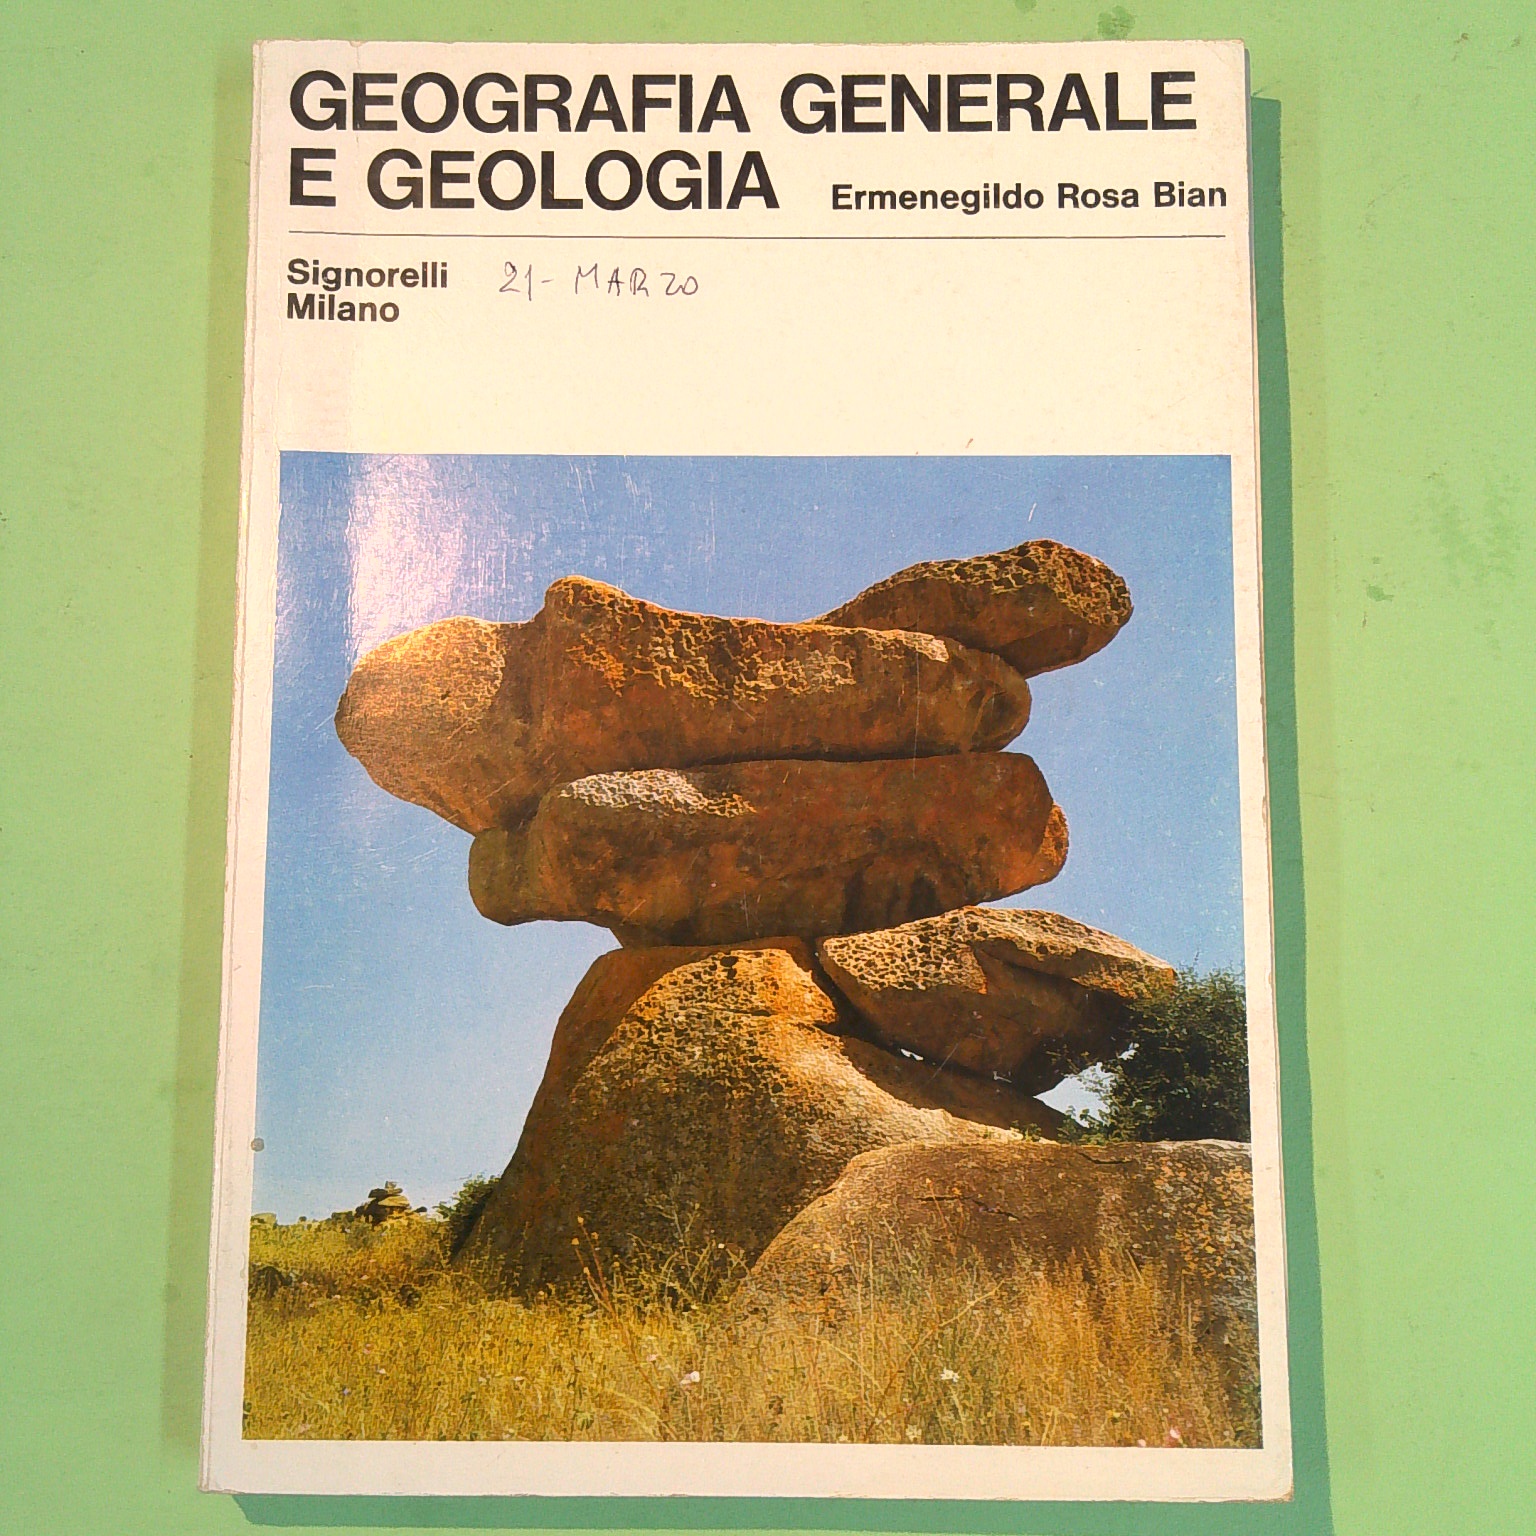 GEOGRAFIA GENERALE
E GEOLOGIA Ermenegildo Rosa Bian
Signorelli 21- MARZO
Milano